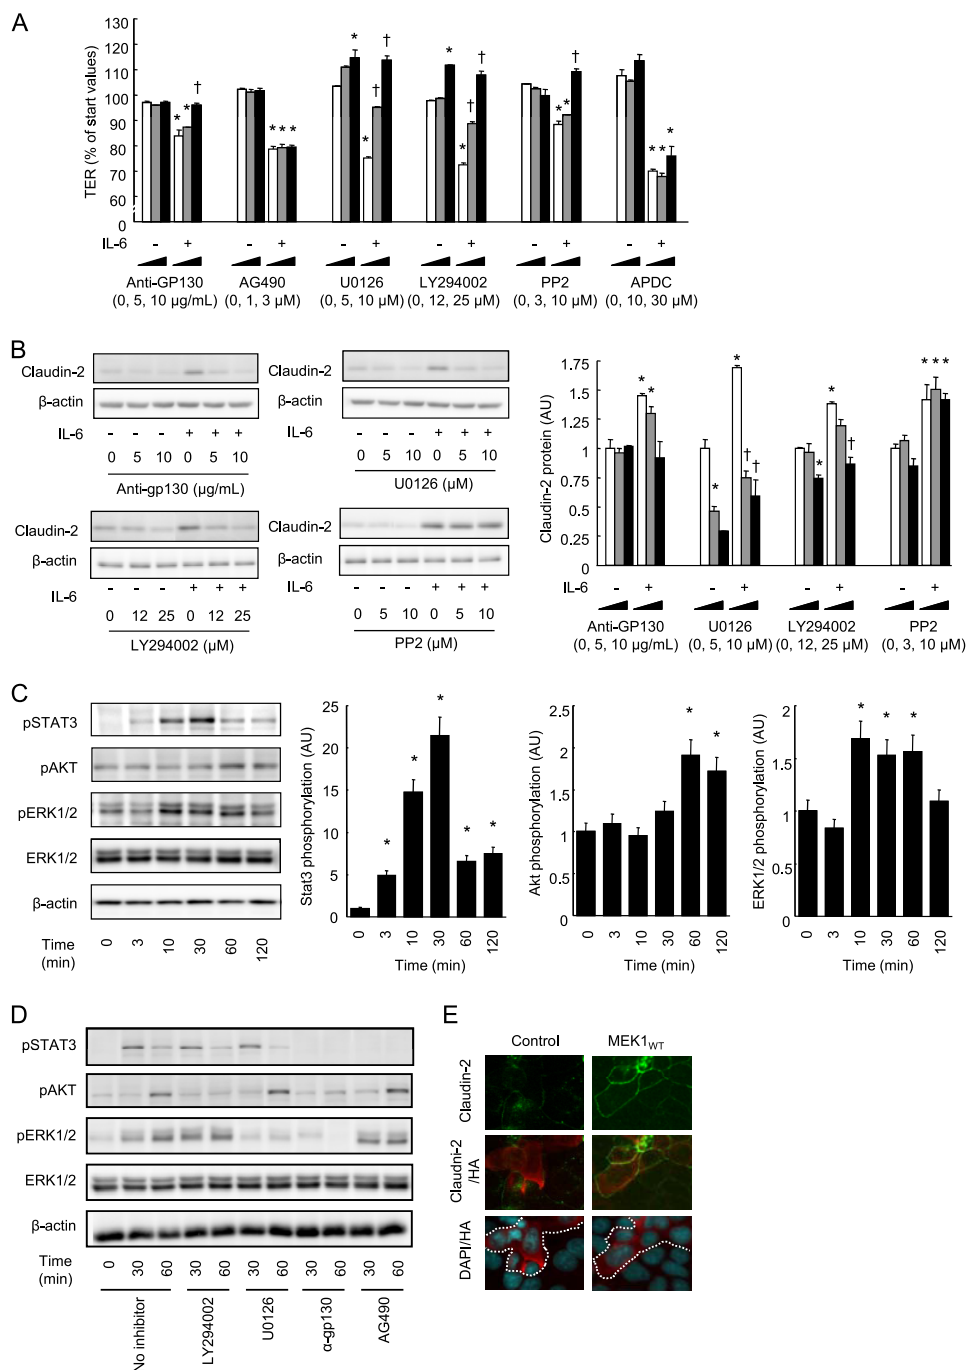 A
TER (% of start values)
130
120
110
100
90
80
70
60
0
* * † * * * * * † * † * † * * * † * * *
IL-6
- + - + - + - + - + - +
Anti-GP130 AG490 U0126 LY294002 PP2 APDC
(0, 5, 10 µg/mL) (0, 1, 3 µM) (0, 5, 10 µM) (0, 12, 25 µM) (0, 3, 10 µM) (0, 10, 30 µM)
B
Claudin-2
β-actin
IL-6 - - - + + +
0 5 10 0 5 10
Anti-gp130 (µg/mL)
Claudin-2
β-actin
IL-6 - - - + + +
0 5 10 0 5 10
U0126 (µM)
Claudin-2
β-actin
IL-6 - - - + + +
0 12 25 0 12 25
LY294002 (µM)
Claudin-2
β-actin
IL-6 - - - + + +
0 5 10 0 5 10
PP2 (µM)
Claudin-2 protein (AU)
1.75
1.5
1.25
1
0.75
0.5
0.25
0
* * * * † † * * † * * *
IL-6
- + - + - + - +
Anti-GP130 U0126 LY294002 PP2
(0, 5, 10 µg/mL) (0, 5, 10 µM) (0, 12, 25 µM) (0, 3, 10 µM)
C
pSTAT3
pAKT
pERK1/2
ERK1/2
β-actin
Time
(min)
0 3 10 30 60 120
Stat3 phosphorylation (AU)
25
20
15
10
5
0
* * * * *
0 3 10 30 60 120
Time (min)
Akt phosphorylation (AU)
2.5
2
1.5
1
0.5
0
* *
0 3 10 30 60 120
Time (min)
ERK1/2 phosphorylation (AU)
2
1.5
1
0.5
0
* * *
0 3 10 30 60 120
Time (min)
D
pSTAT3
pAKT
pERK1/2
ERK1/2
β-actin
Time
(min)
0 30 60 30 60 30 60 30 60 30 60
No inhibitor LY294002 U0126 α-gp130 AG490
E
Control MEK1WT
Claudin-2
Claudni-2
/HA
DAPI/HA